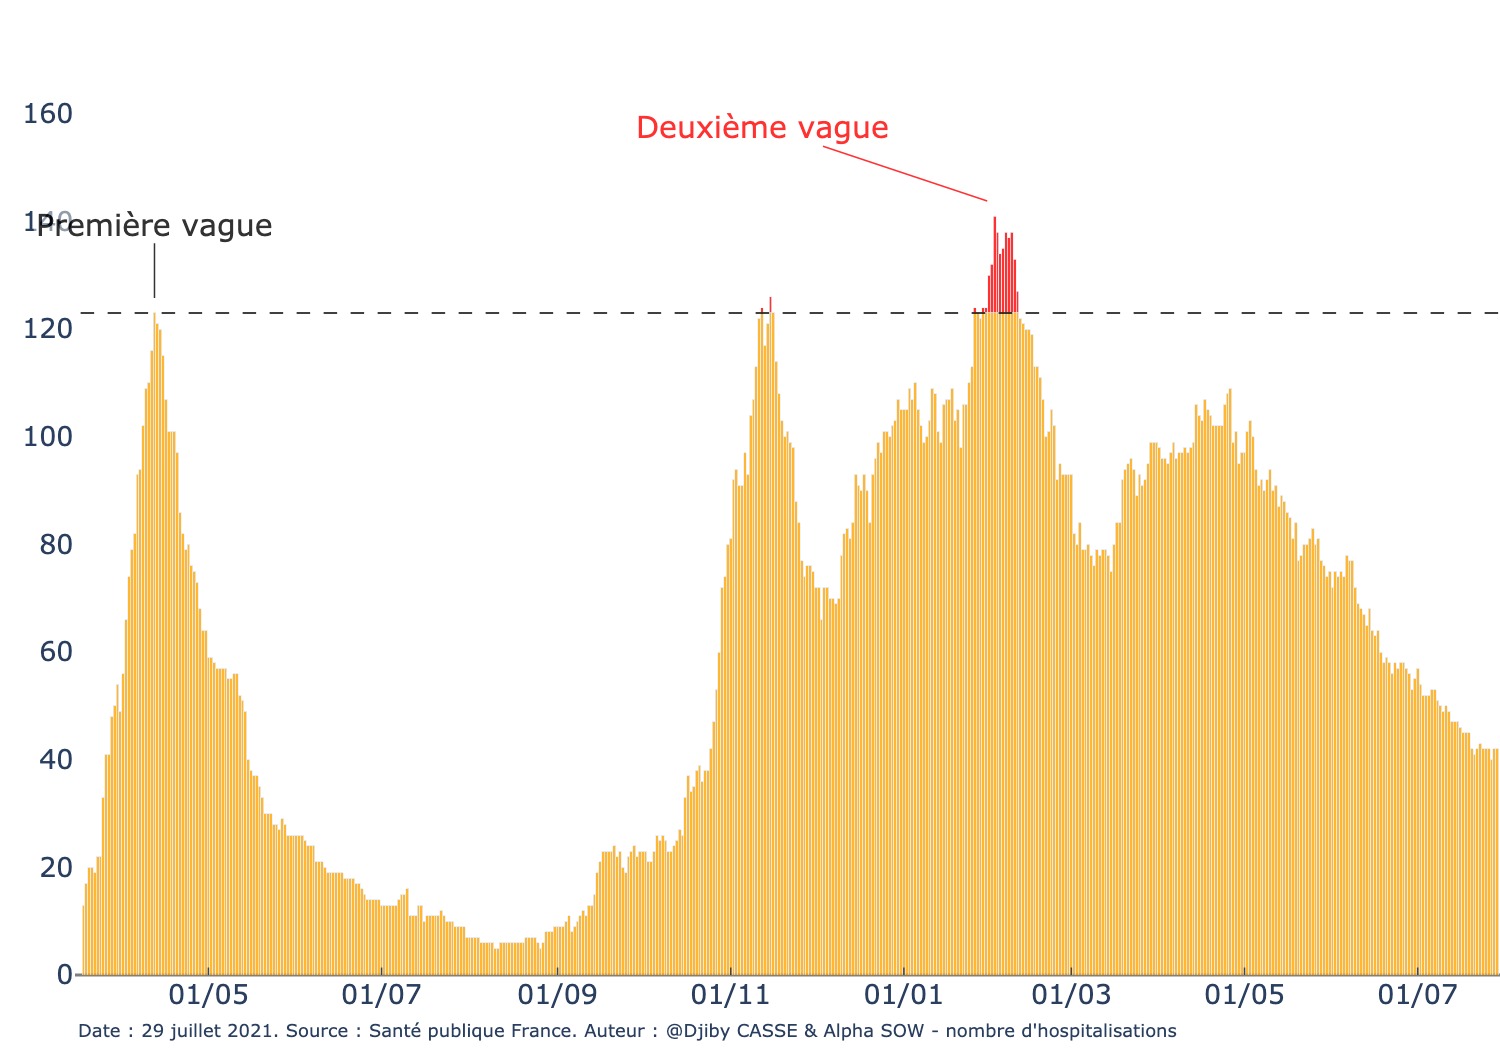 160
Deuxième vague
140
Première vague
120
100
80
60
40
20
0
01/05 01/07 01/09 01/11 01/01 01/03 01/05 01/07
Date : 29 juillet 2021. Source : Santé publique France. Auteur : @Djiby CASSE & Alpha SOW - nombre d'hospitalisations